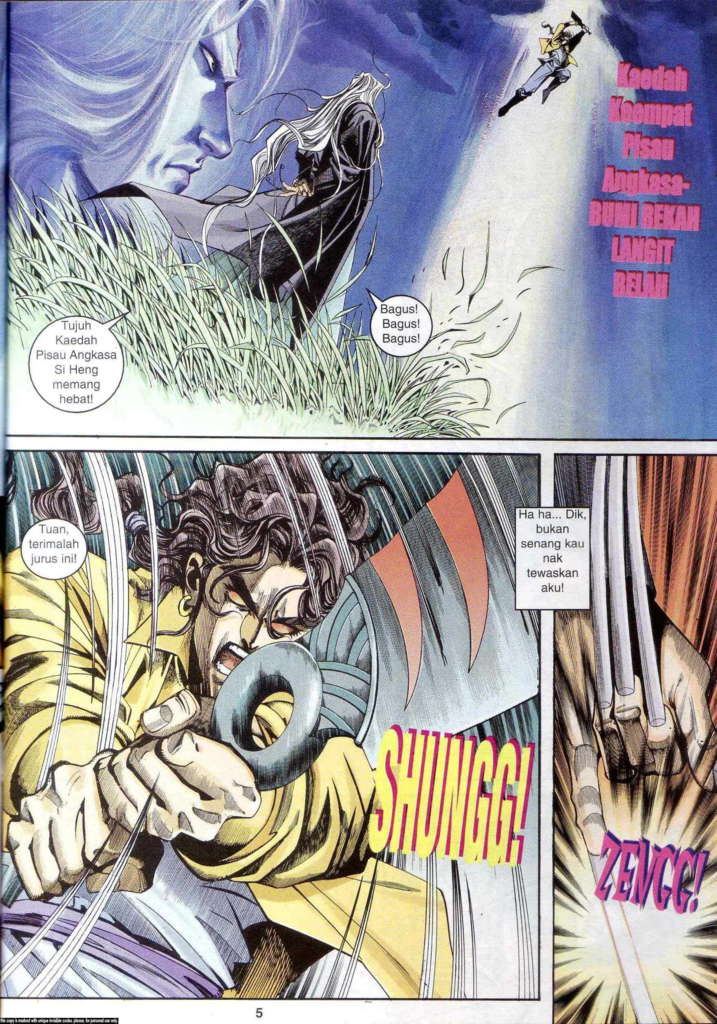 Kaedah
Keempat
Pisau
Angkasa-
BUMI REKAH
LANGIT
BELAH
Tujuh
Kaedah
Pisau Angkasa
Si Heng
memang
hebat!
Bagus!
Bagus!
Bagus!
Tuan,
terimalah
jurus ini!
Ha ha... Dik,
bukan
senang kau
nak
tewaskan
aku!
SHUNGG!
ZENGG!
5